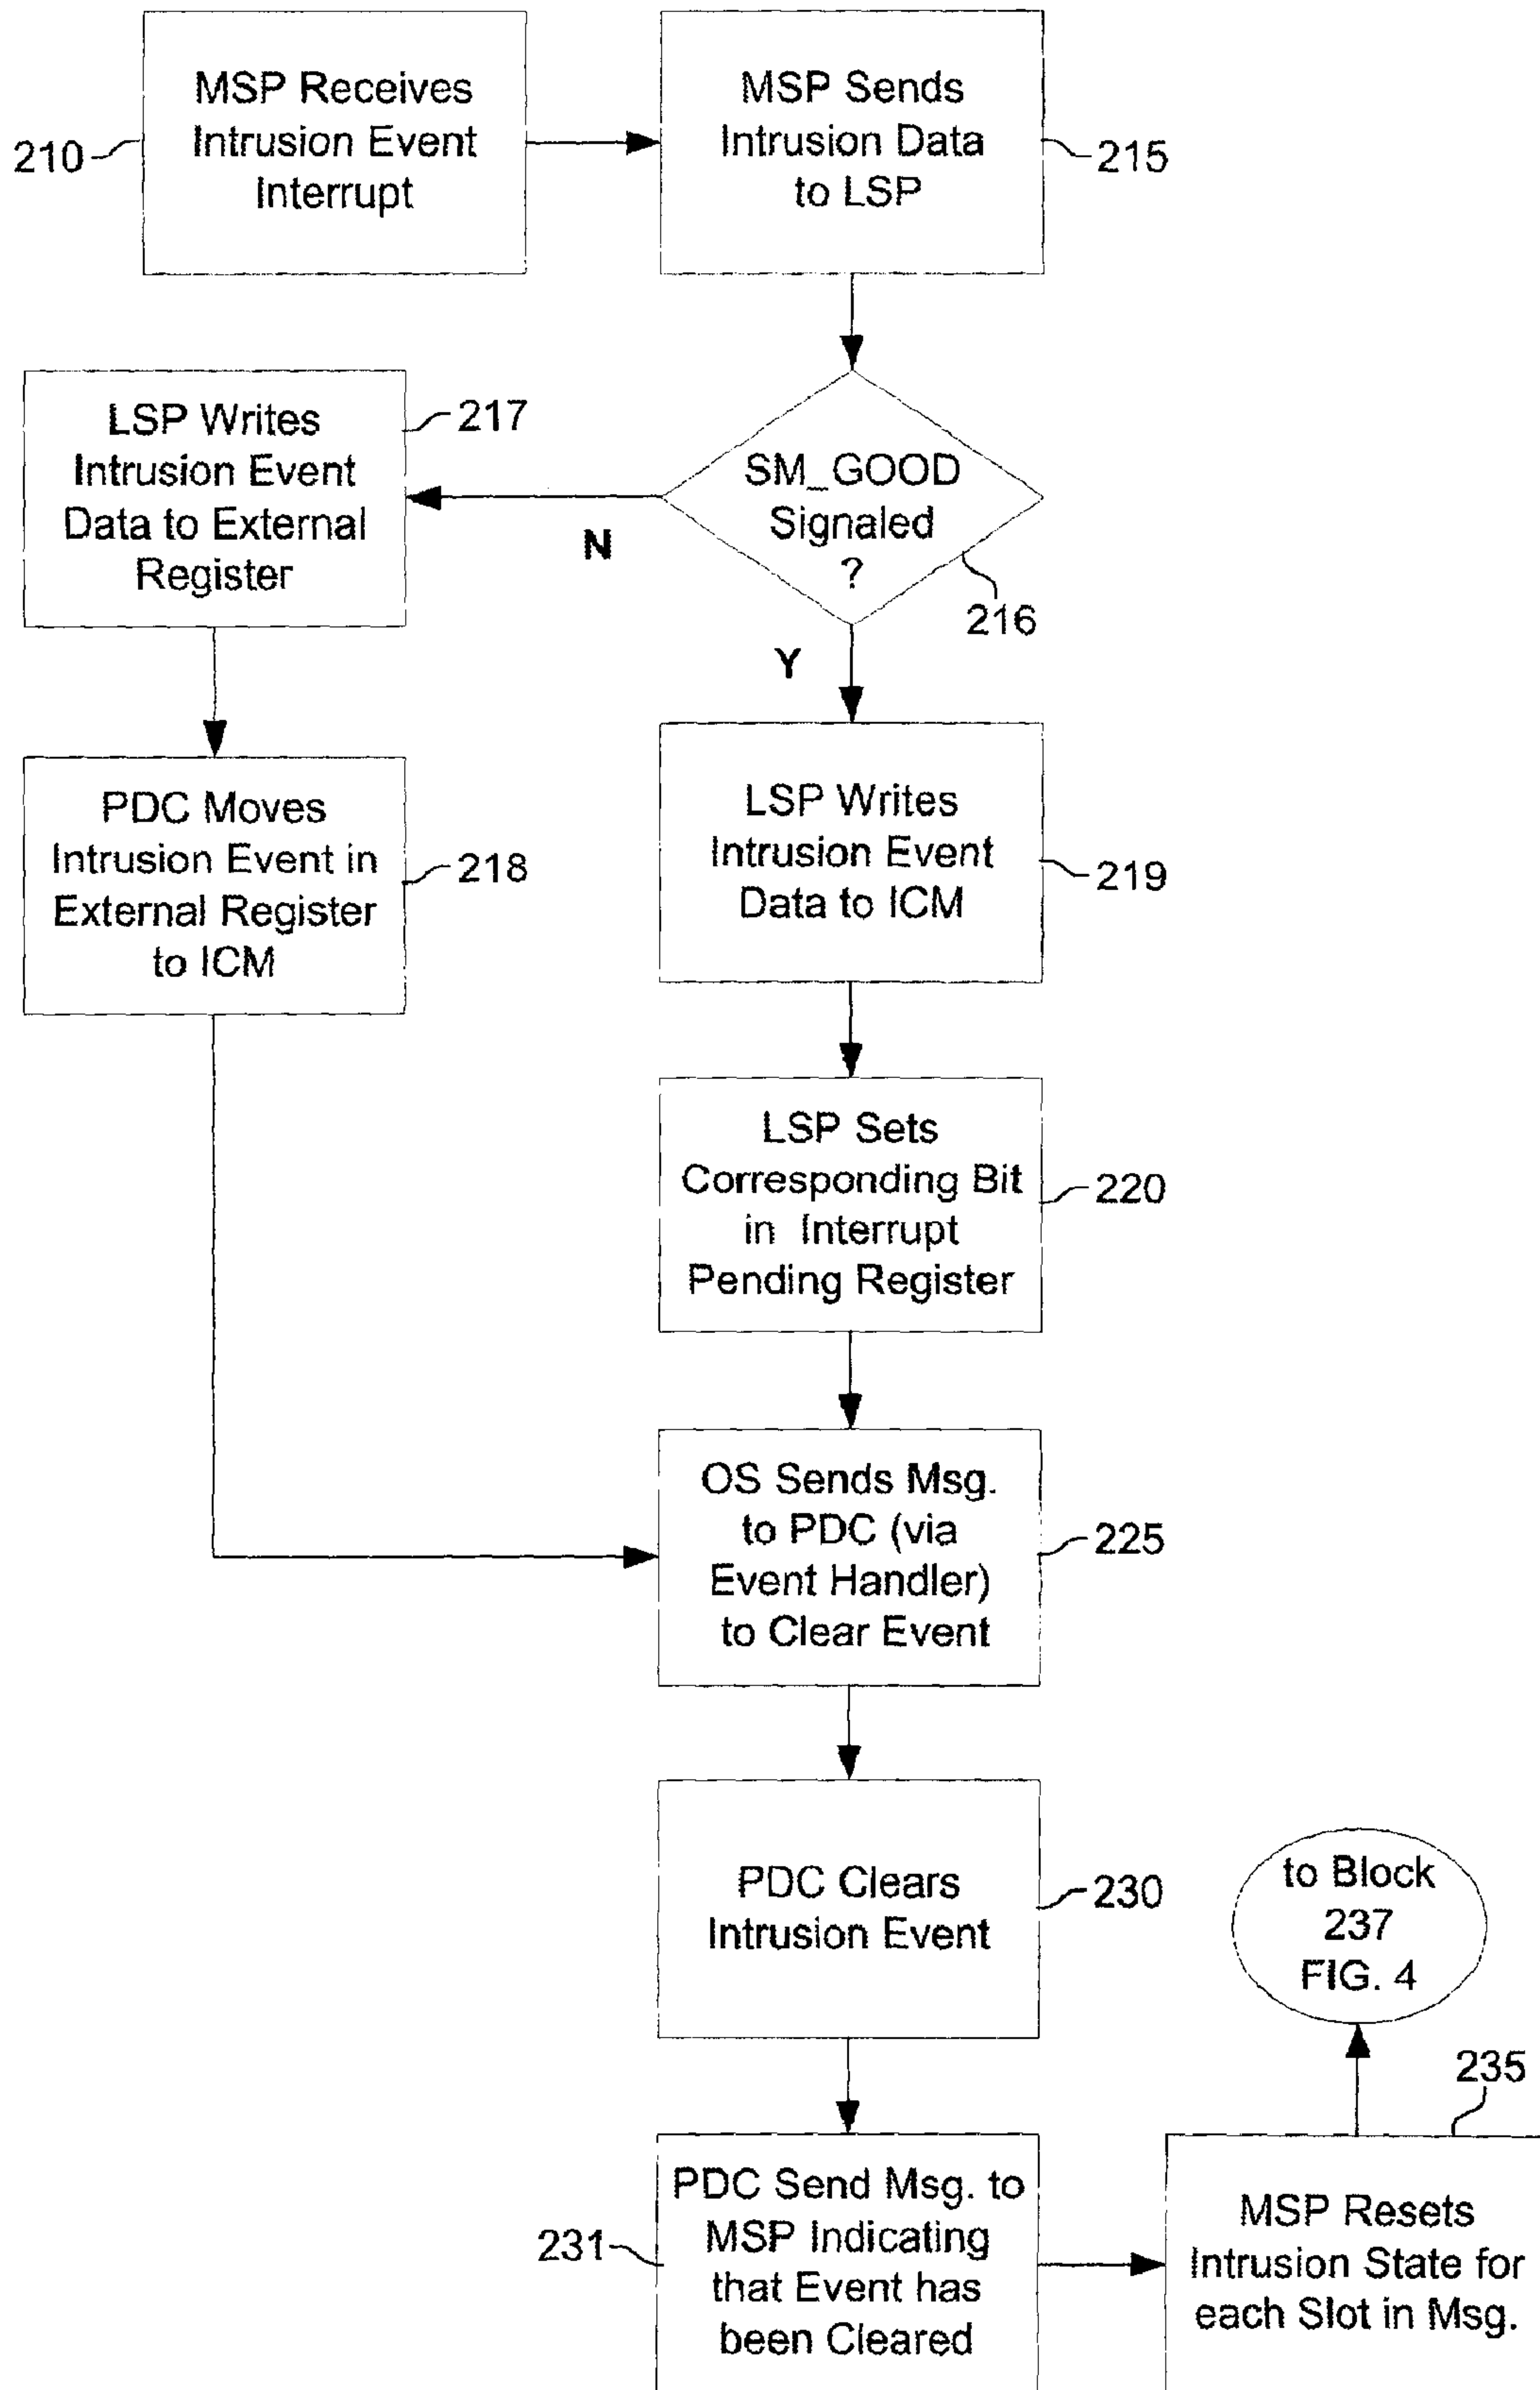 MSP Receives
Intrusion Event
Interrupt
210
MSP Sends
Intrusion Data
to LSP
215
SM_GOOD
Signaled
?
216
N
Y
LSP Writes
Intrusion Event
Data to External
Register
217
PDC Moves
Intrusion Event in
External Register
to ICM
218
LSP Writes
Intrusion Event
Data to ICM
219
LSP Sets
Corresponding Bit
in Interrupt
Pending Register
220
OS Sends Msg.
to PDC (via
Event Handler)
to Clear Event
225
PDC Clears
Intrusion Event
230
PDC Send Msg. to
MSP Indicating
that Event has
been Cleared
231
MSP Resets
Intrusion State for
each Slot in Msg.
235
to Block
237
FIG. 4